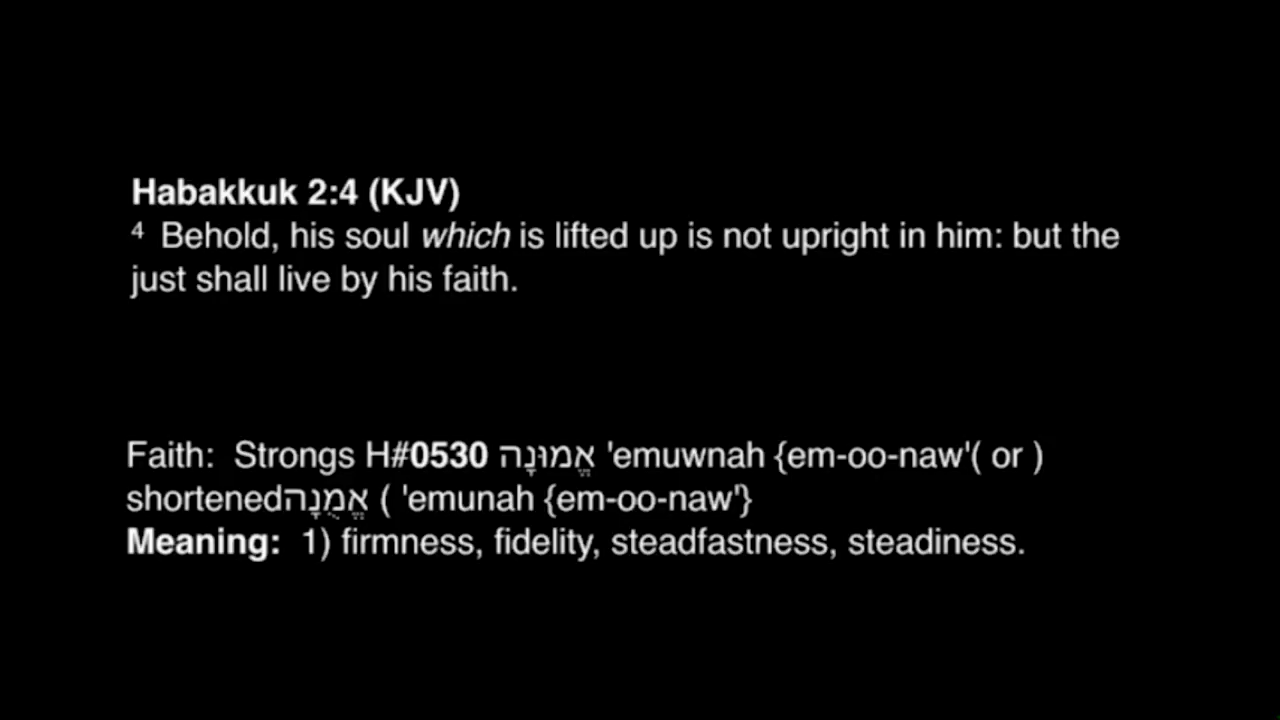 Habakkuk 2:4 (KJV)
4 Behold, his soul which is lifted up is not upright in him: but the
just shall live by his faith.
Faith: Strongs H#0530 אֱמוּנָה 'emuwnah {em-oo-naw'( or )
shortenedאֱמֻנָה ( 'emunah {em-oo-naw'}
Meaning: 1) firmness, fidelity, steadfastness, steadiness.